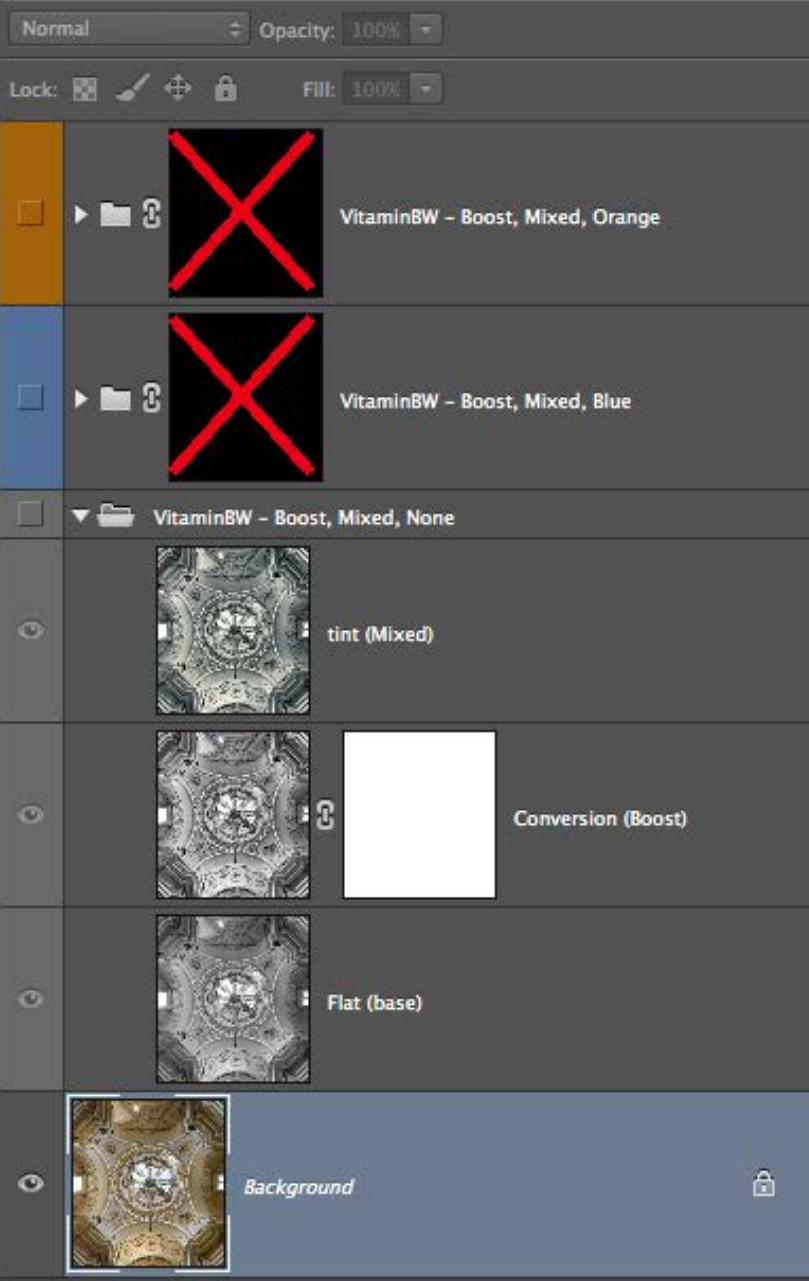 Normal
Opacity: 100%
Lock:
Fill: 100%
VitaminBW – Boost, Mixed, Orange
VitaminBW – Boost, Mixed, Blue
VitaminBW – Boost, Mixed, None
tint (Mixed)
Conversion (Boost)
Flat (base)
Background